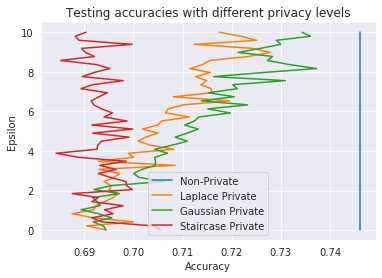 Testing accuracies with different privacy levels
10
8
6
4
2
0
Epsilon
Non-Private
Laplace Private
Gaussian Private
Staircase Private
0.69 0.70 0.71 0.72 0.73 0.74
Accuracy